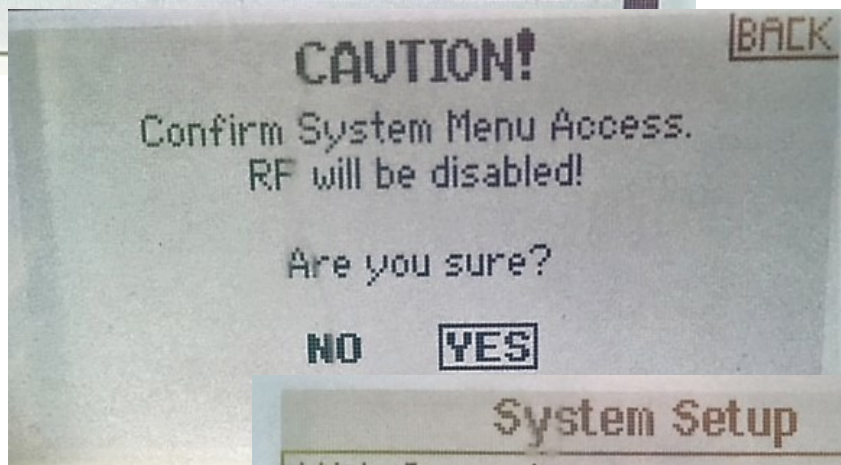 BACK
CAUTION!
Confirm System Menu Access.
RF will be disabled!
Are you sure?
NO YES
System Setup